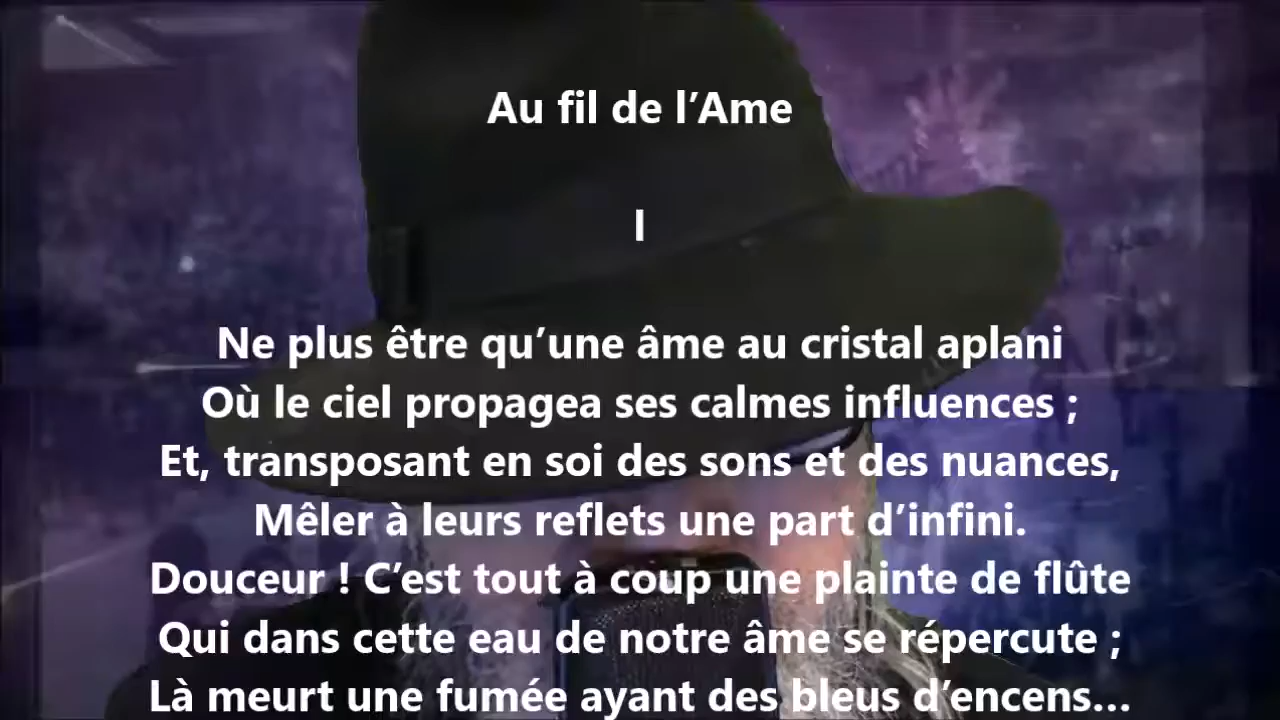 Au fil de l’Ame
I
Ne plus être qu’une âme au cristal aplani
Où le ciel propagea ses calmes influences ;
Et, transposant en soi des sons et des nuances,
Mêler à leurs reflets une part d’infini.
Douceur ! C’est tout à coup une plainte de flûte
Qui dans cette eau de notre âme se répercute ;
Là meurt une fumée ayant des bleus d’encens...